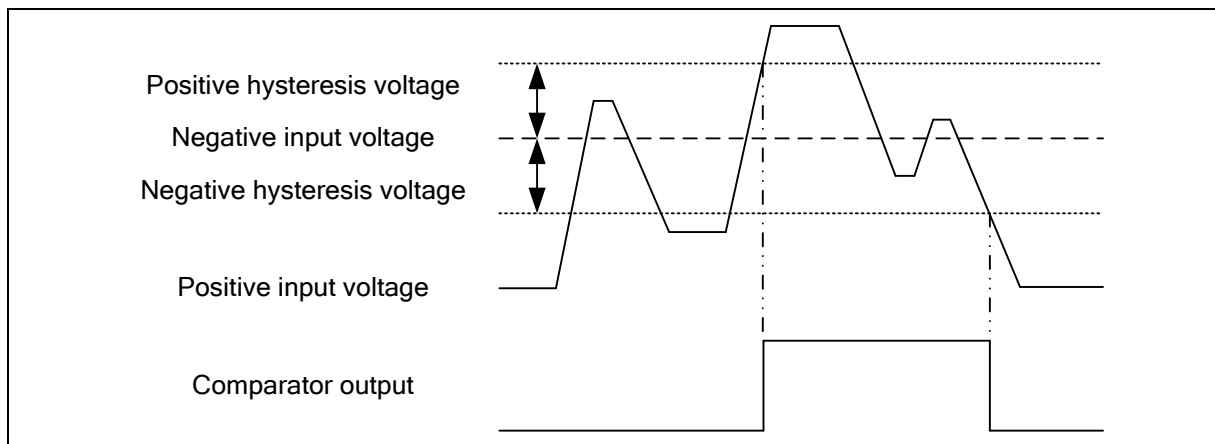 Positive hysteresis voltage
Negative input voltage
Negative hysteresis voltage
Positive input voltage
Comparator output